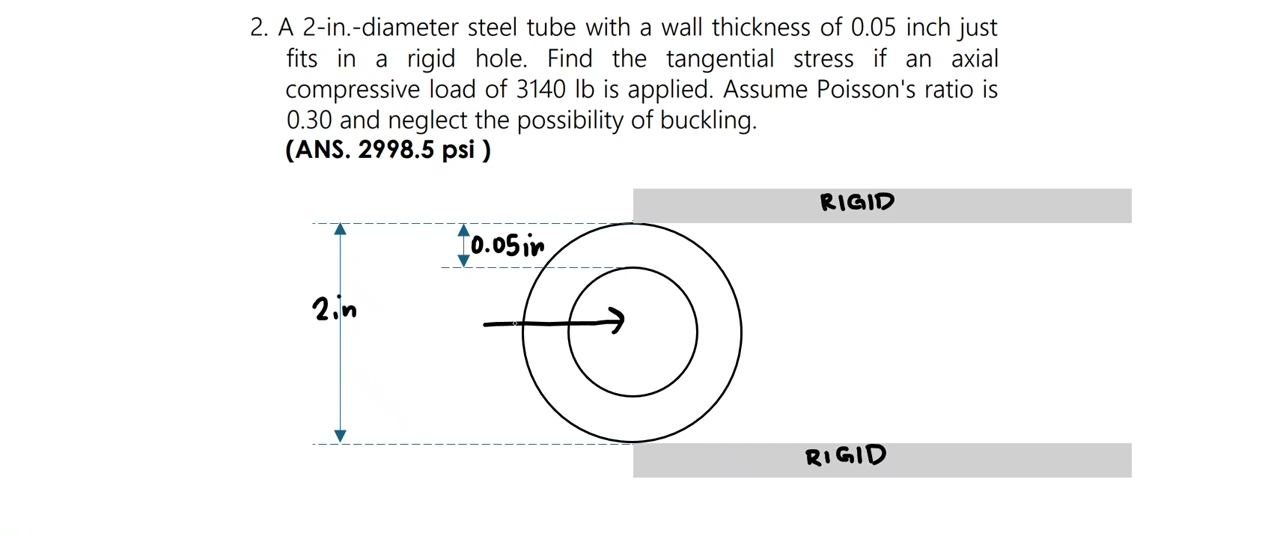 2. A 2-in.-diameter steel tube with a wall thickness of 0.05 inch just
fits in a rigid hole. Find the tangential stress if an axial
compressive load of 3140 lb is applied. Assume Poisson's ratio is
0.30 and neglect the possibility of buckling.
(ANS. 2998.5 psi )
RIGID
0.05in
2.in
RIGID